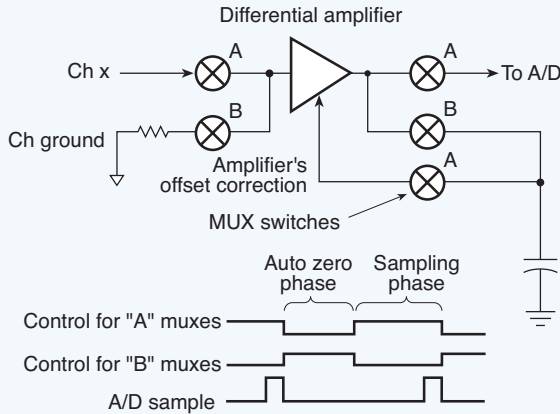 Differential amplifier
A
A
Ch x
To A/D
B
B
Ch ground
Amplifier's
offset correction
A
MUX switches
Auto zero
phase
Sampling
phase
Control for "A" muxes
Control for "B" muxes
A/D sample